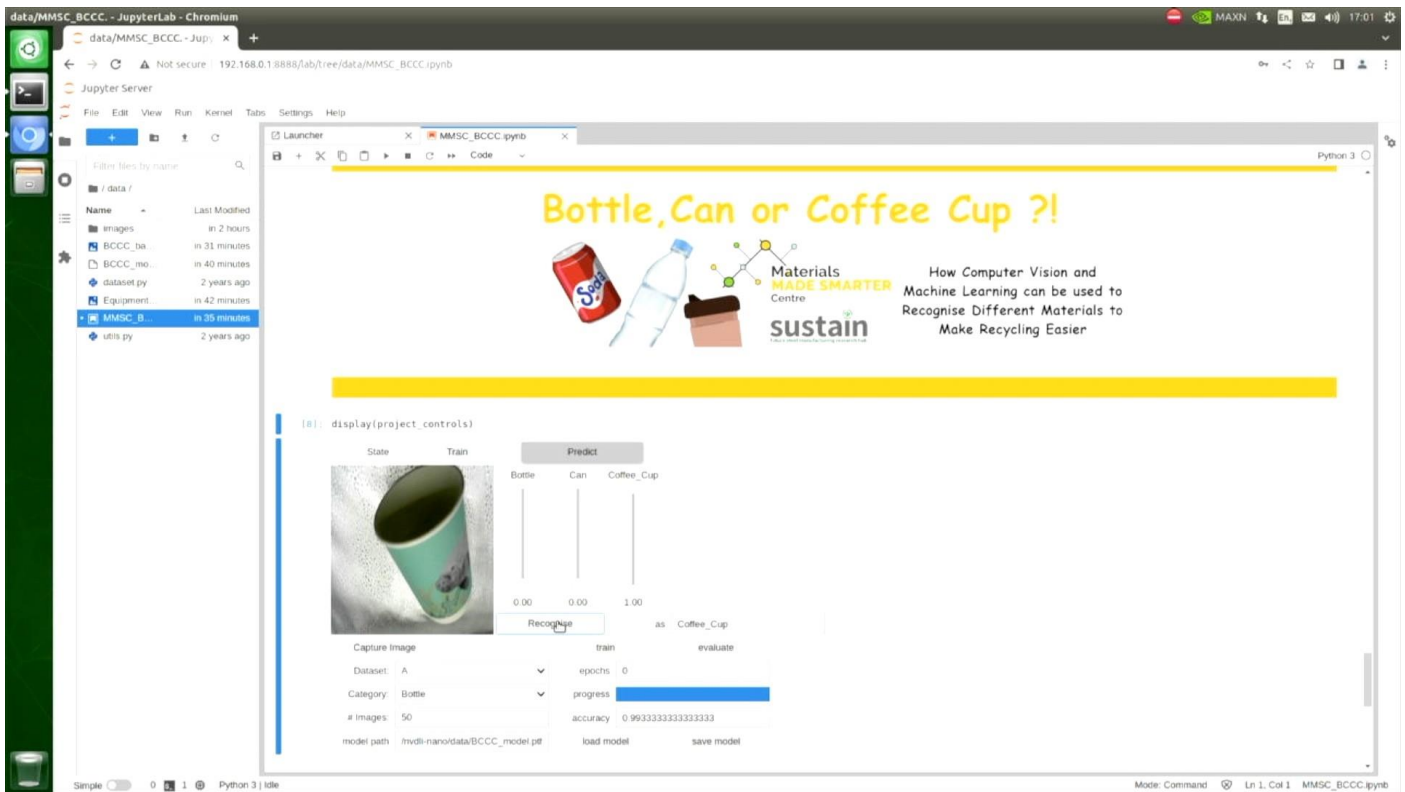 data/MMSC_BCCC. - JupyterLab - Chromium
MAXN
En
17:01
data/MMSC_BCCC. - Jupy
Not secure
192.168.0.1:8888/lab/tree/data/MMSC_BCCC.ipynb
Jupyter Server
File Edit View Run Kernel Tabs Settings Help
Launcher
MMSC_BCCC.ipynb
Code
Python 3
Filter files by name
/ data /
Name
Last Modified
images
in 2 hours
BCCC_ba...
in 31 minutes
BCCC_mo...
in 40 minutes
dataset.py
2 years ago
Equipment...
in 42 minutes
MMSC_B...
in 35 minutes
utils.py
2 years ago
Bottle,Can or Coffee Cup ?!
Soda
Materials
MADE SMARTER
Centre
sustain
How Computer Vision and
Machine Learning can be used to
Recognise Different Materials to
Make Recycling Easier
[8]: display(project_controls)
State
Train
Predict
Bottle
Can
Coffee_Cup
0.00
0.00
1.00
Recognise
as
Coffee_Cup
Capture Image
train
evaluate
Dataset: A
epochs 0
Category: Bottle
progress
# Images: 50
accuracy 0.9933333333333333
model path /nvdli-nano/data/BCCC_model.pth
load model
save model
Simple
0
1
Python 3 | Idle
Mode: Command
Ln 1, Col 1
MMSC_BCCC.ipynb